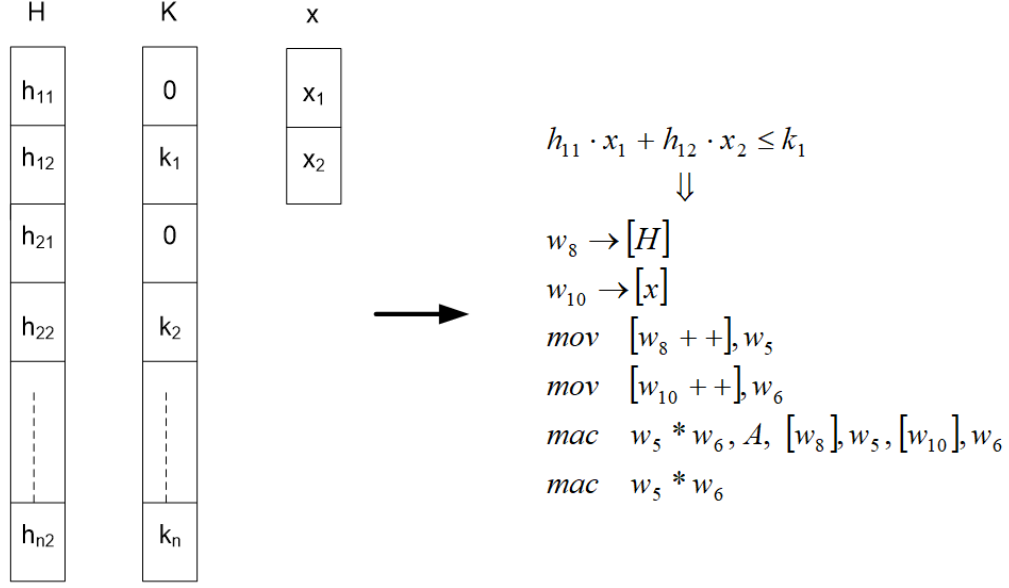 H K x
h₁₁ 0 x₁
h₁₂ k₁ x₂
h₂₁ 0
h₂₂ k₂
hₙ₂ kₙ
h₁₁ · x₁ + h₁₂ · x₂ ≤ k₁
⇓
w₈ → [H]
w₁₀ → [x]
mov [w₈ + +], w₅
mov [w₁₀ + +], w₆
mac w₅ * w₆, A, [w₈], w₅, [w₁₀], w₆
mac w₅ * w₆